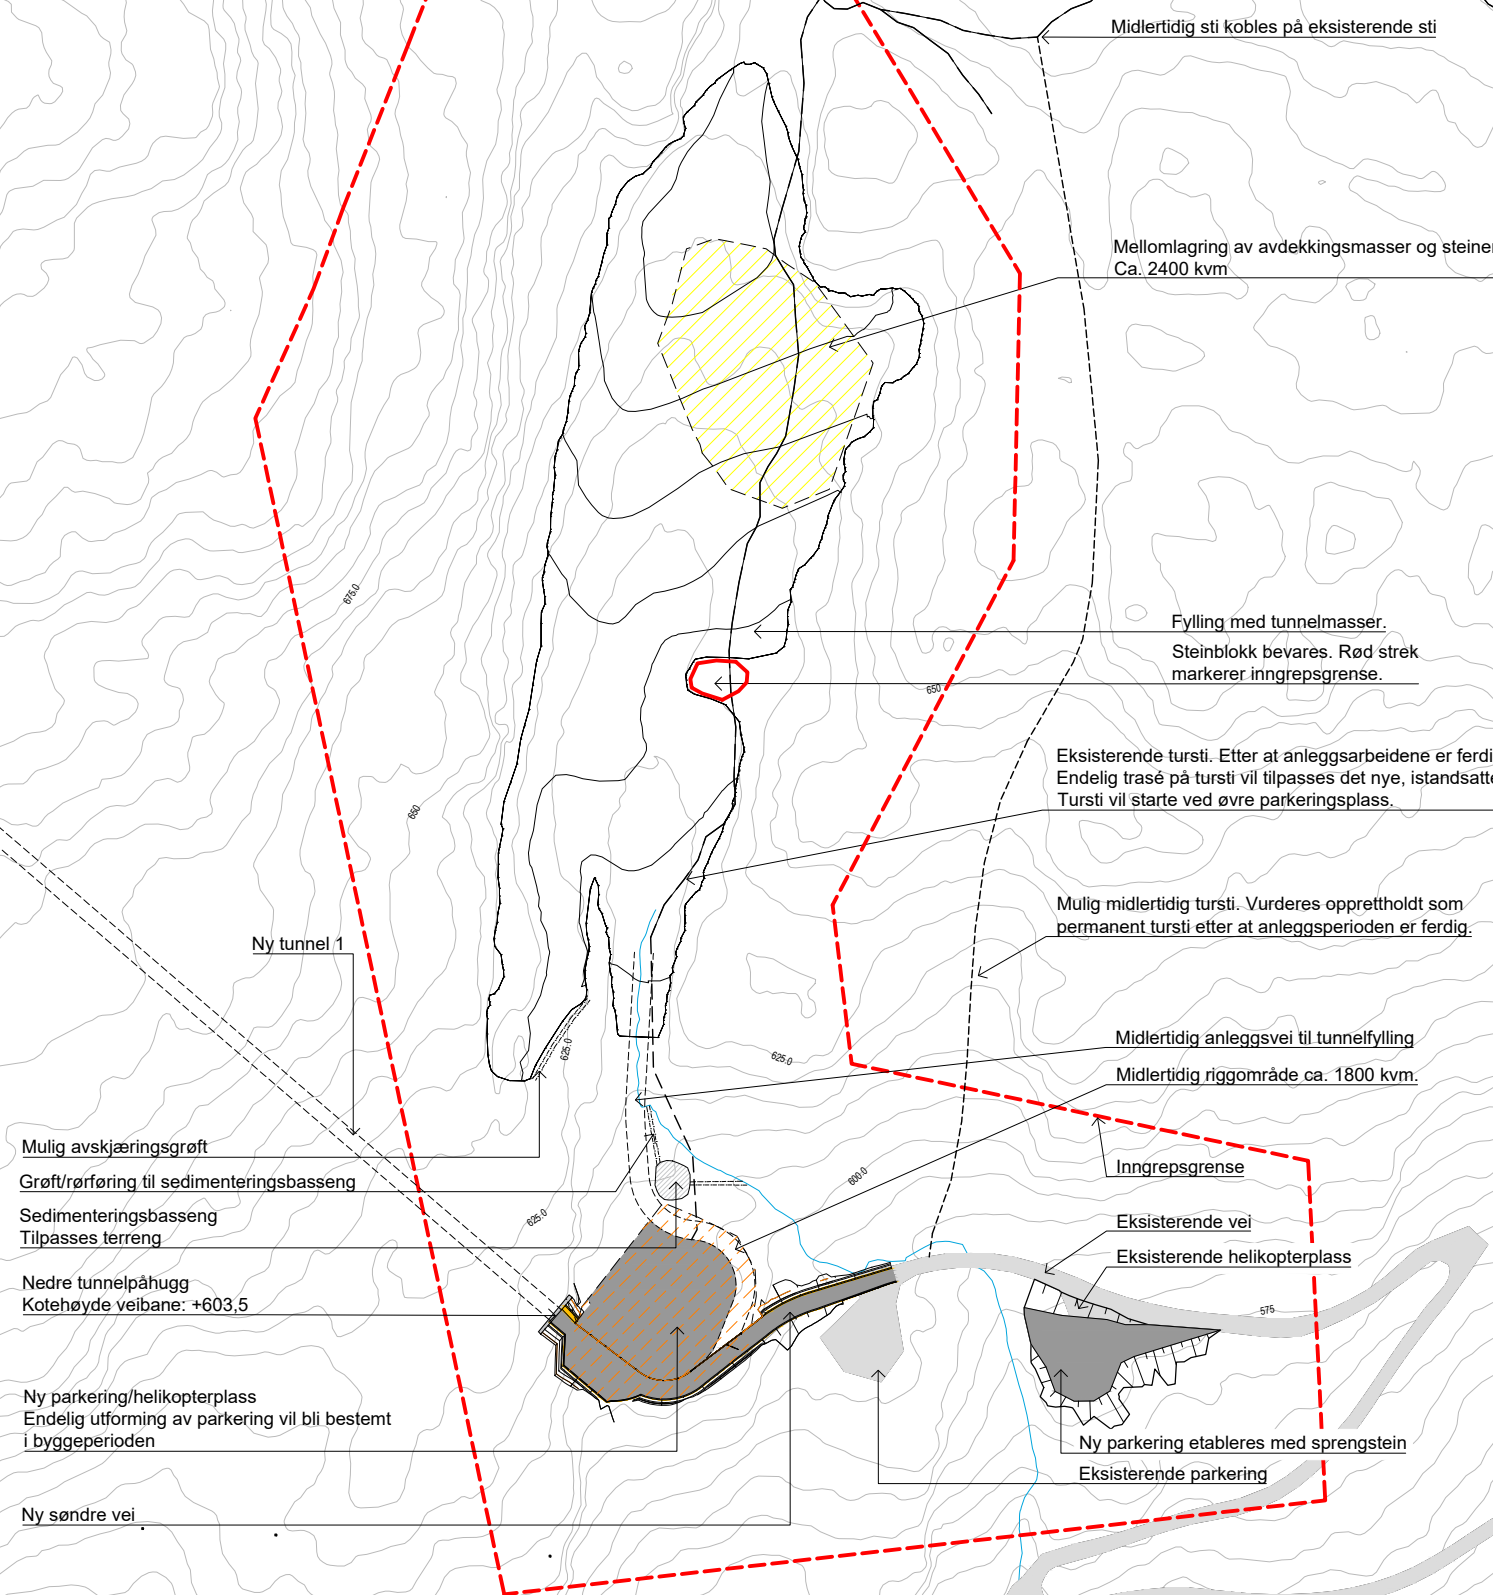 Midlertidig sti kobles på eksisterende sti
Mellomlagring av avdekkingsmasser og steiner
Ca. 2400 kvm
675.0
Fylling med tunnelmasser.
Steinblokk bevares. Rød strek
markerer inngrepsgrense.
650
Eksisterende tursti. Etter at anleggsarbeidene er ferdi
Endelig trasé på tursti vil tilpasses det nye, istandsatte
Tursti vil starte ved øvre parkeringsplass.
650
Mulig midlertidig tursti. Vurderes opprettholdt som
permanent tursti etter at anleggsperioden er ferdig.
Ny tunnel 1
625.0
625.0
Midlertidig anleggsvei til tunnelfylling
Midlertidig riggområde ca. 1800 kvm.
Mulig avskjæringsgrøft
Grøft/rørføring til sedimenteringsbasseng
Inngrepsgrense
600.0
Sedimenteringsbasseng
Tilpasses terreng
625.0
Eksisterende vei
Eksisterende helikopterplass
Nedre tunnelpåhugg
Kotehøyde veibane: +603,5
575
Ny parkering/helikopterplass
Endelig utforming av parkering vil bli bestemt
i byggeperioden
Ny parkering etableres med sprengstein
Eksisterende parkering
Ny søndre vei